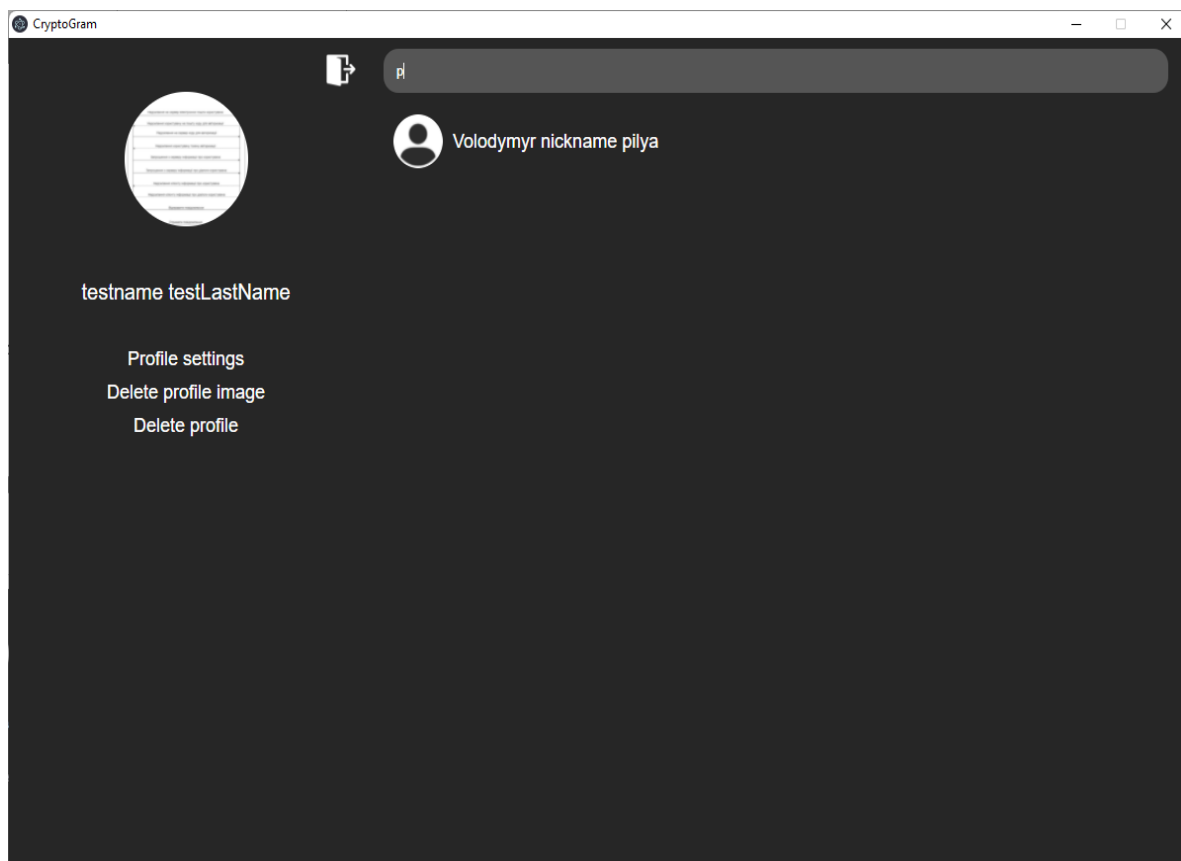 CryptoGram
p
Volodymyr nickname pilya
testname testLastName
Profile settings
Delete profile image
Delete profile